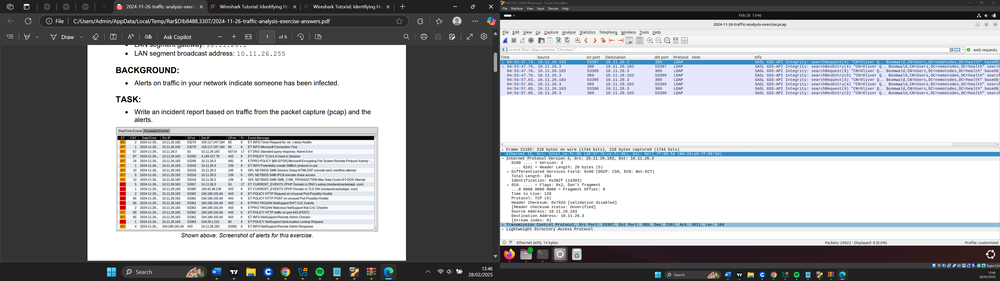 2024-11-26-traffic-analysis-exerci
Wireshark Tutorial: Identifying Ho
Wireshark Tutorial: Identifying Ho
File
C:/Users/Admin/AppData/Local/Temp/Rar$DIb8488.3307/2024-11-26-traffic-analysis-exercise-answers.pdf
Draw
Ask Copilot
1 of 6
LAN segment gateway: 10.11.26.1
LAN segment broadcast address: 10.11.26.255
BACKGROUND:
Alerts on traffic in your network indicate someone has been infected.
TASK:
Write an incident report based on traffic from the packet capture (pcap) and the
alerts.
RealTime Events Escalated Events
ST CNT Date/Time Src IP SPort Dst IP DPort Pr Event Message
RT 2 2024-11-26... 10.11.26.183 53279 104.117.247.184 80 6 ET INFO Terse Request for .txt - Likely Hostile
RT 1 2024-11-26... 10.11.26.183 53279 104.117.247.184 80 6 ET INFO Microsoft Connection Test
RT 57 2024-11-26... 10.11.26.3 53 10.11.26.183 63714 17 ET DNS Standard query response, Name Error
RT 97 2024-11-26... 10.11.26.183 53282 4.149.227.78 443 6 ET POLICY TLSv1.0 Used in Session
RT 16 2024-11-26... 10.11.26.183 53290 10.11.26.3 445 6 ETPRO POLICY [MS-EFSR] Microsoft Encrypting File System Remote Protocol Activity - ...
RT 1 2024-11-26... 10.11.26.183 53318 10.11.26.3 139 6 ET INFO Potentially unsafe SMBv1 protocol in use
RT 10 2024-11-26... 10.11.26.183 53318 10.11.26.3 139 6 GPL NETBIOS SMB Session Setup NTMLSSP unicode asn1 overflow attempt
RT 5 2024-11-26... 10.11.26.183 53318 10.11.26.3 139 6 GPL NETBIOS SMB IPC$ unicode share access
RT 10 2024-11-26... 10.11.26.183 53318 10.11.26.3 139 6 GPL NETBIOS SMB SMB_COM_TRANSACTION Max Data Count of 0 DOS Attempt
RT 5 2024-11-26... 10.11.26.183 52957 10.11.26.3 53 17 ET CURRENT_EVENTS ZPHP Domain in DNS Lookup (modandcrackedapk .com)
RT 1 2024-11-26... 10.11.26.183 53360 193.42.38.139 443 6 ET CURRENT_EVENTS ZPHP Domain in TLS SNI (modandcrackedapk .com)
RT 2 2024-11-26... 10.11.26.183 53362 194.180.191.64 443 6 ET POLICY HTTP Request on Unusual Port Possibly Hostile
RT 65 2024-11-26... 10.11.26.183 53362 194.180.191.64 443 6 ET POLICY HTTP POST on unusual Port Possibly Hostile
RT 65 2024-11-26... 10.11.26.183 53362 194.180.191.64 443 6 ETPRO TROJAN NetSupport RAT CnC Activity
RT 2 2024-11-26... 10.11.26.183 53362 194.180.191.64 443 6 ETPRO TROJAN Malicious NetSupport Rat CnC Checkin
RT 65 2024-11-26... 10.11.26.183 53362 194.180.191.64 443 6 ET POLICY HTTP traffic on port 443 (POST)
RT 65 2024-11-26... 10.11.26.183 53362 194.180.191.64 443 6 ET INFO NetSupport Remote Admin Checkin
RT 1 2024-11-26... 10.11.26.183 53363 104.26.1.231 80 6 ET POLICY NetSupport GeoLocation Lookup Request
RT 4 2024-11-26... 194.180.191.64 443 10.11.26.183 53362 6 ET INFO NetSupport Remote Admin Response
Shown above: Screenshot of alerts for this exercise.
Search
13:46
28/02/2025
SOC101-LINUX [Running] - Oracle VirtualBox
File Machine View Input Devices Help
Feb 28 13:46
2024-11-26-traffic-analysis-exercise.pcap
File Edit View Go Capture Analyze Statistics Telephony Wireless Tools Help
Current filter: ldap contains "CN=Users"
web requests
Time Source src port Destination dst port Protocol Host Info
04:53:47.74… 10.11.26.183 53387 10.11.26.3 389 LDAP SASL GSS-API Integrity: searchRequest(4) "CN=Oliver Q.. Boomwald,CN=Users,DC=nemotodes,DC=health" baseObj
04:53:47.75… 10.11.26.3 389 10.11.26.183 53387 LDAP SASL GSS-API Integrity: searchResEntry(4) "CN=Oliver Q.. Boomwald,CN=Users,DC=nemotodes,DC=health" search
04:53:47.76… 10.11.26.183 53389 10.11.26.3 389 LDAP SASL GSS-API Integrity: searchRequest(9) "CN=Oliver Q.. Boomwald,CN=Users,DC=nemotodes,DC=health" baseObj
04:53:47.76… 10.11.26.3 389 10.11.26.183 53389 LDAP SASL GSS-API Integrity: searchResEntry(9) "CN=Oliver Q.. Boomwald,CN=Users,DC=nemotodes,DC=health" search
04:54:57.03… 10.11.26.183 53395 10.11.26.3 389 LDAP SASL GSS-API Integrity: searchRequest(4) "CN=Oliver Q.. Boomwald,CN=Users,DC=nemotodes,DC=health" baseObj
04:54:57.04… 10.11.26.3 389 10.11.26.183 53395 LDAP SASL GSS-API Integrity: searchResEntry(4) "CN=Oliver Q.. Boomwald,CN=Users,DC=nemotodes,DC=health" search
04:54:57.05… 10.11.26.183 53396 10.11.26.3 389 LDAP SASL GSS-API Integrity: searchRequest(9) "CN=Oliver Q.. Boomwald,CN=Users,DC=nemotodes,DC=health" baseObj
04:54:57.05… 10.11.26.3 389 10.11.26.183 53396 LDAP SASL GSS-API Integrity: searchResEntry(9) "CN=Oliver Q.. Boomwald,CN=Users,DC=nemotodes,DC=health" search
Frame 21182: 218 bytes on wire (1744 bits), 218 bytes captured (1744 bits)
Ethernet II, Src: Intel_ce:fc:8b (d0:57:7b:ce:fc:8b), Dst: Dell_7f:09:5d (00:24:e8:7f:09:5d)
Internet Protocol Version 4, Src: 10.11.26.183, Dst: 10.11.26.3
0100 .... = Version: 4
.... 0101 = Header Length: 20 bytes (5)
Differentiated Services Field: 0x00 (DSCP: CS0, ECN: Not-ECT)
Total Length: 204
Identification: 0x382f (14383)
010. .... = Flags: 0x2, Don't fragment
...0 0000 0000 0000 = Fragment Offset: 0
Time to Live: 128
Protocol: TCP (6)
Header Checksum: 0x792d [validation disabled]
[Header checksum status: Unverified]
Source Address: 10.11.26.183
Destination Address: 10.11.26.3
[Stream index: 0]
Transmission Control Protocol, Src Port: 53387, Dst Port: 389, Seq: 2361, Ack: 3011, Len: 164
Lightweight Directory Access Protocol
Ethernet (eth), 14 bytes
Packets: 26922 · Displayed: 8 (0.0%)
Profile: customized
Right Ctrl
Search
13:46
28/02/2025